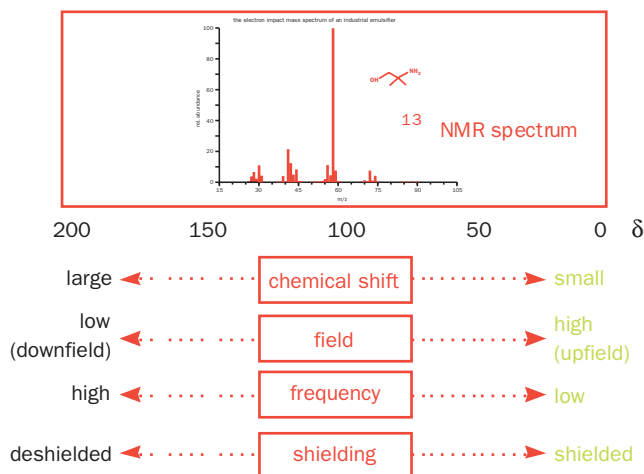 the electron impact mass spectrum of an industrial emulsifier
100
80
60
40
20
0
rel. abundance
15 30 45 60 75 90 105
m/z
OH NH2
13
NMR spectrum
200 150 100 50 0 δ
large chemical shift small
low
(downfield)
field
high
(upfield)
high frequency low
deshielded shielding shielded